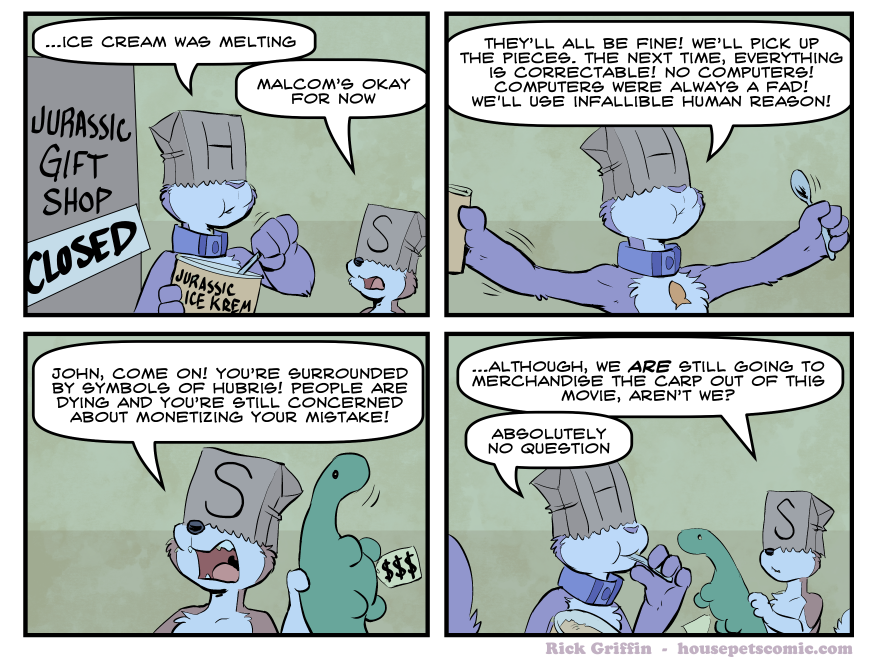 ...ICE CREAM WAS MELTING
MALCOM'S OKAY
FOR NOW
JURASSIC
GIFT
SHOP
CLOSED
H
S
JURASSIC
ICE KREM
THEY'LL ALL BE FINE! WE'LL PICK UP
THE PIECES. THE NEXT TIME, EVERYTHING
IS CORRECTABLE! NO COMPUTERS!
COMPUTERS WERE ALWAYS A FAD!
WE'LL USE INFALLIBLE HUMAN REASON!
H
JOHN, COME ON! YOU'RE SURROUNDED
BY SYMBOLS OF HUBRIS! PEOPLE ARE
DYING AND YOU'RE STILL CONCERNED
ABOUT MONETIZING YOUR MISTAKE!
S
$$$
...ALTHOUGH, WE ARE STILL GOING TO
MERCHANDISE THE CARP OUT OF THIS
MOVIE, AREN'T WE?
ABSOLUTELY
NO QUESTION
H
S
Rick Griffin - housepetscomic.com